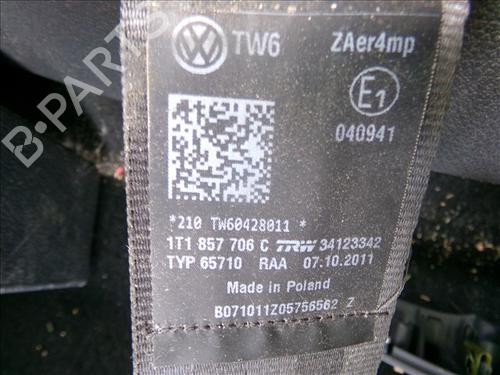 TW6 ZAer4mp
E1
040941
*210 TW60428011 *
1T1 857 706 C TRW 34123342
TYP 65710 RAA 07.10.2011
Made in Poland
B071011Z05756562 Z
B-PARTS